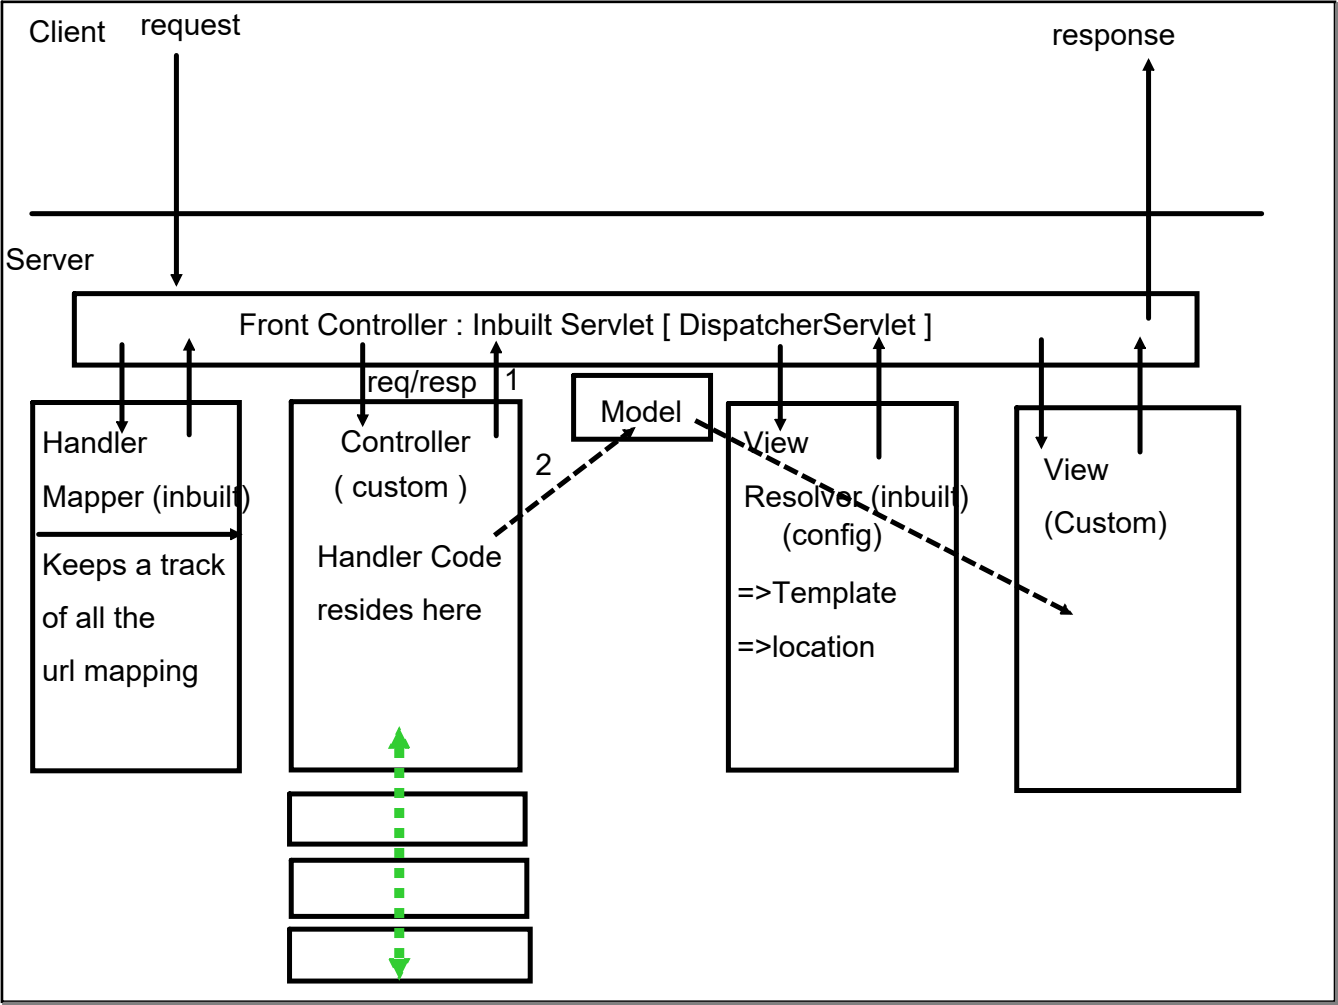 Client
request
response
Server
Front Controller : Inbuilt Servlet [ DispatcherServlet ]
req/resp
1
Handler
Mapper (inbuilt)
Keeps a track
of all the
url mapping
Controller
( custom )
Handler Code
resides here
2
Model
View
Resolver (inbuilt)
(config)
=>Template
=>location
View
(Custom)